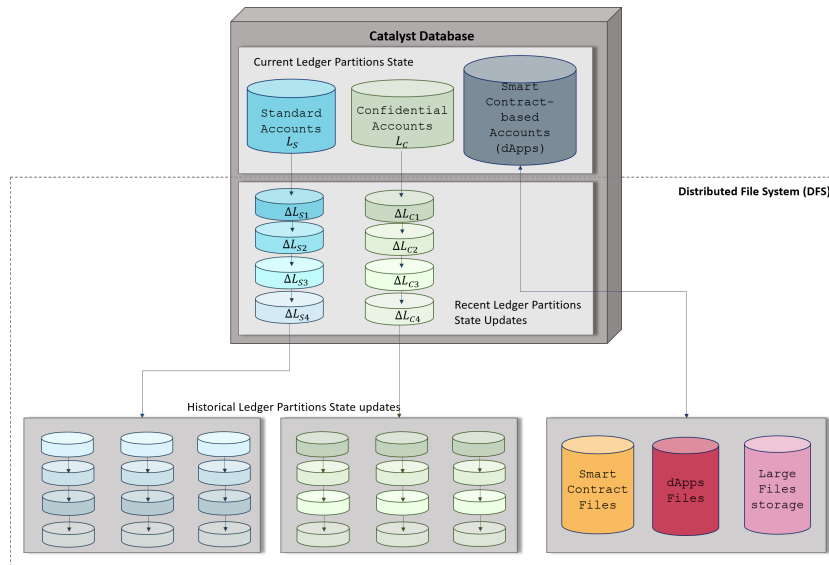 Catalyst Database
Current Ledger Partitions State
Standard
Accounts
L_S
Confidential
Accounts
L_C
Smart
Contract-
based
Accounts
(dApps)
Distributed File System (DFS)
ΔL_S1
ΔL_S2
ΔL_S3
ΔL_S4
ΔL_C1
ΔL_C2
ΔL_C3
ΔL_C4
Recent Ledger Partitions
State Updates
Historical Ledger Partitions State updates
Smart
Contract
Files
dApps
Files
Large
Files
storage